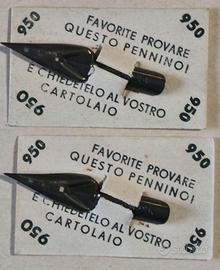 950
950
FAVORITE PROVARE
QUESTO PENNINO!
E CHIEDETELO AL VOSTRO
CARTOLAIO
950
950
950
950
FAVORITE PROVARE
QUESTO PENNINO!
E CHIEDETELO AL VOSTRO
CARTOLAIO
950
950